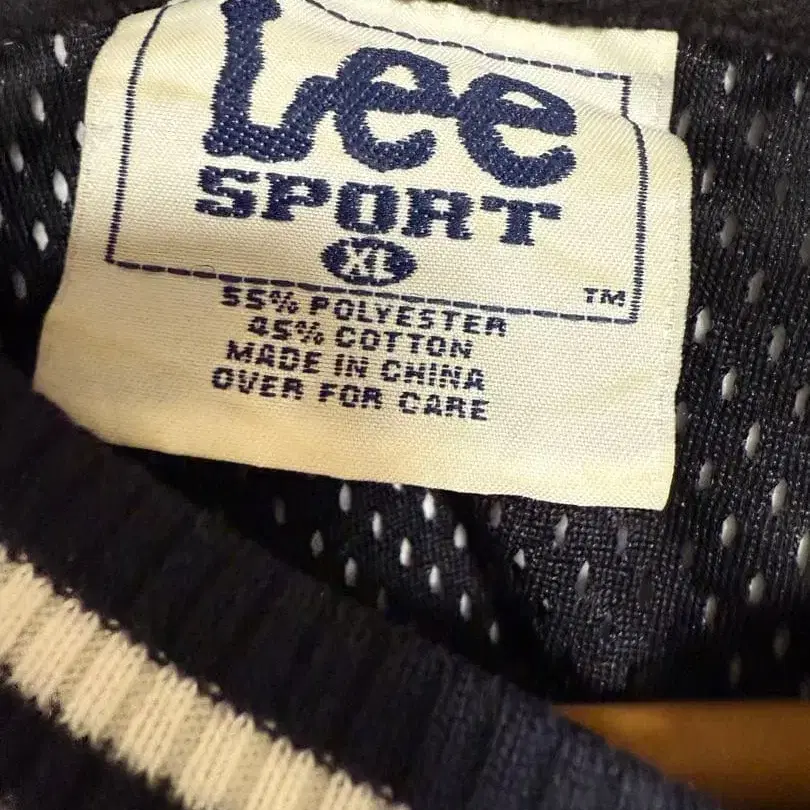 Lee
SPORT
XL
TM
55% POLYESTER
45% COTTON
MADE IN CHINA
OVER FOR CARE